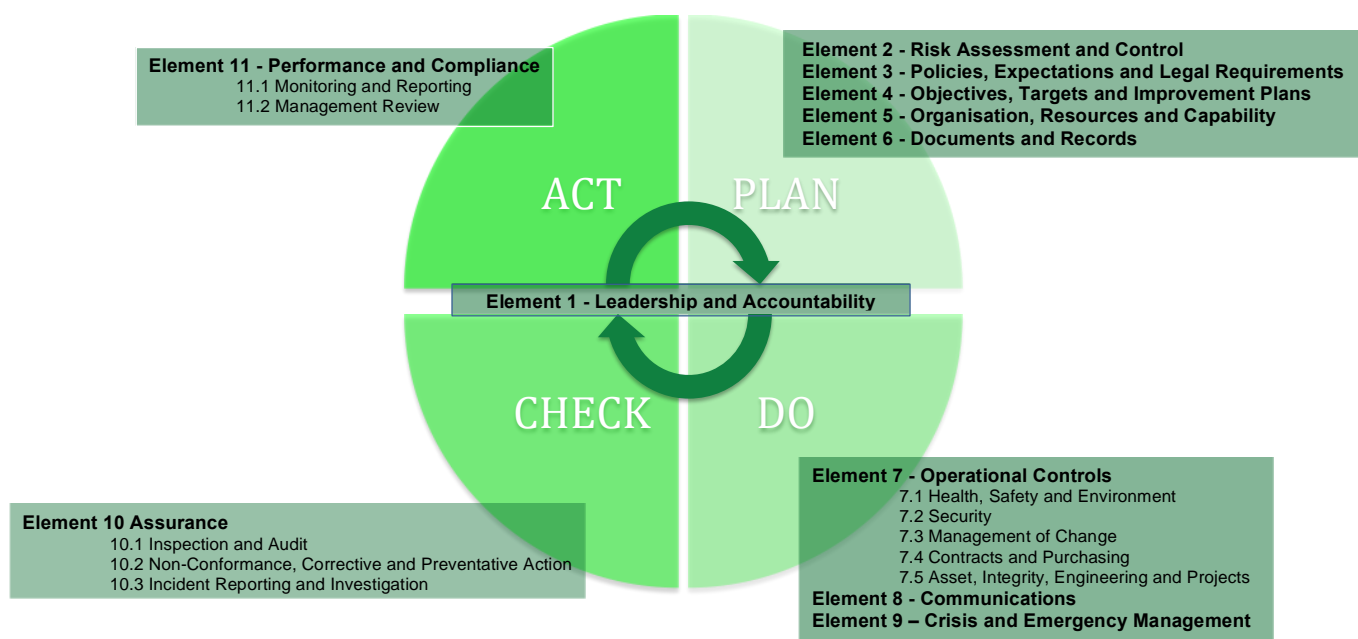 Element 11 - Performance and Compliance
11.1 Monitoring and Reporting
11.2 Management Review
Element 2 - Risk Assessment and Control
Element 3 - Policies, Expectations and Legal Requirements
Element 4 - Objectives, Targets and Improvement Plans
Element 5 - Organisation, Resources and Capability
Element 6 - Documents and Records
ACT
PLAN
Element 1 - Leadership and Accountability
CHECK
DO
Element 10 Assurance
10.1 Inspection and Audit
10.2 Non-Conformance, Corrective and Preventative Action
10.3 Incident Reporting and Investigation
Element 7 - Operational Controls
7.1 Health, Safety and Environment
7.2 Security
7.3 Management of Change
7.4 Contracts and Purchasing
7.5 Asset, Integrity, Engineering and Projects
Element 8 - Communications
Element 9 – Crisis and Emergency Management